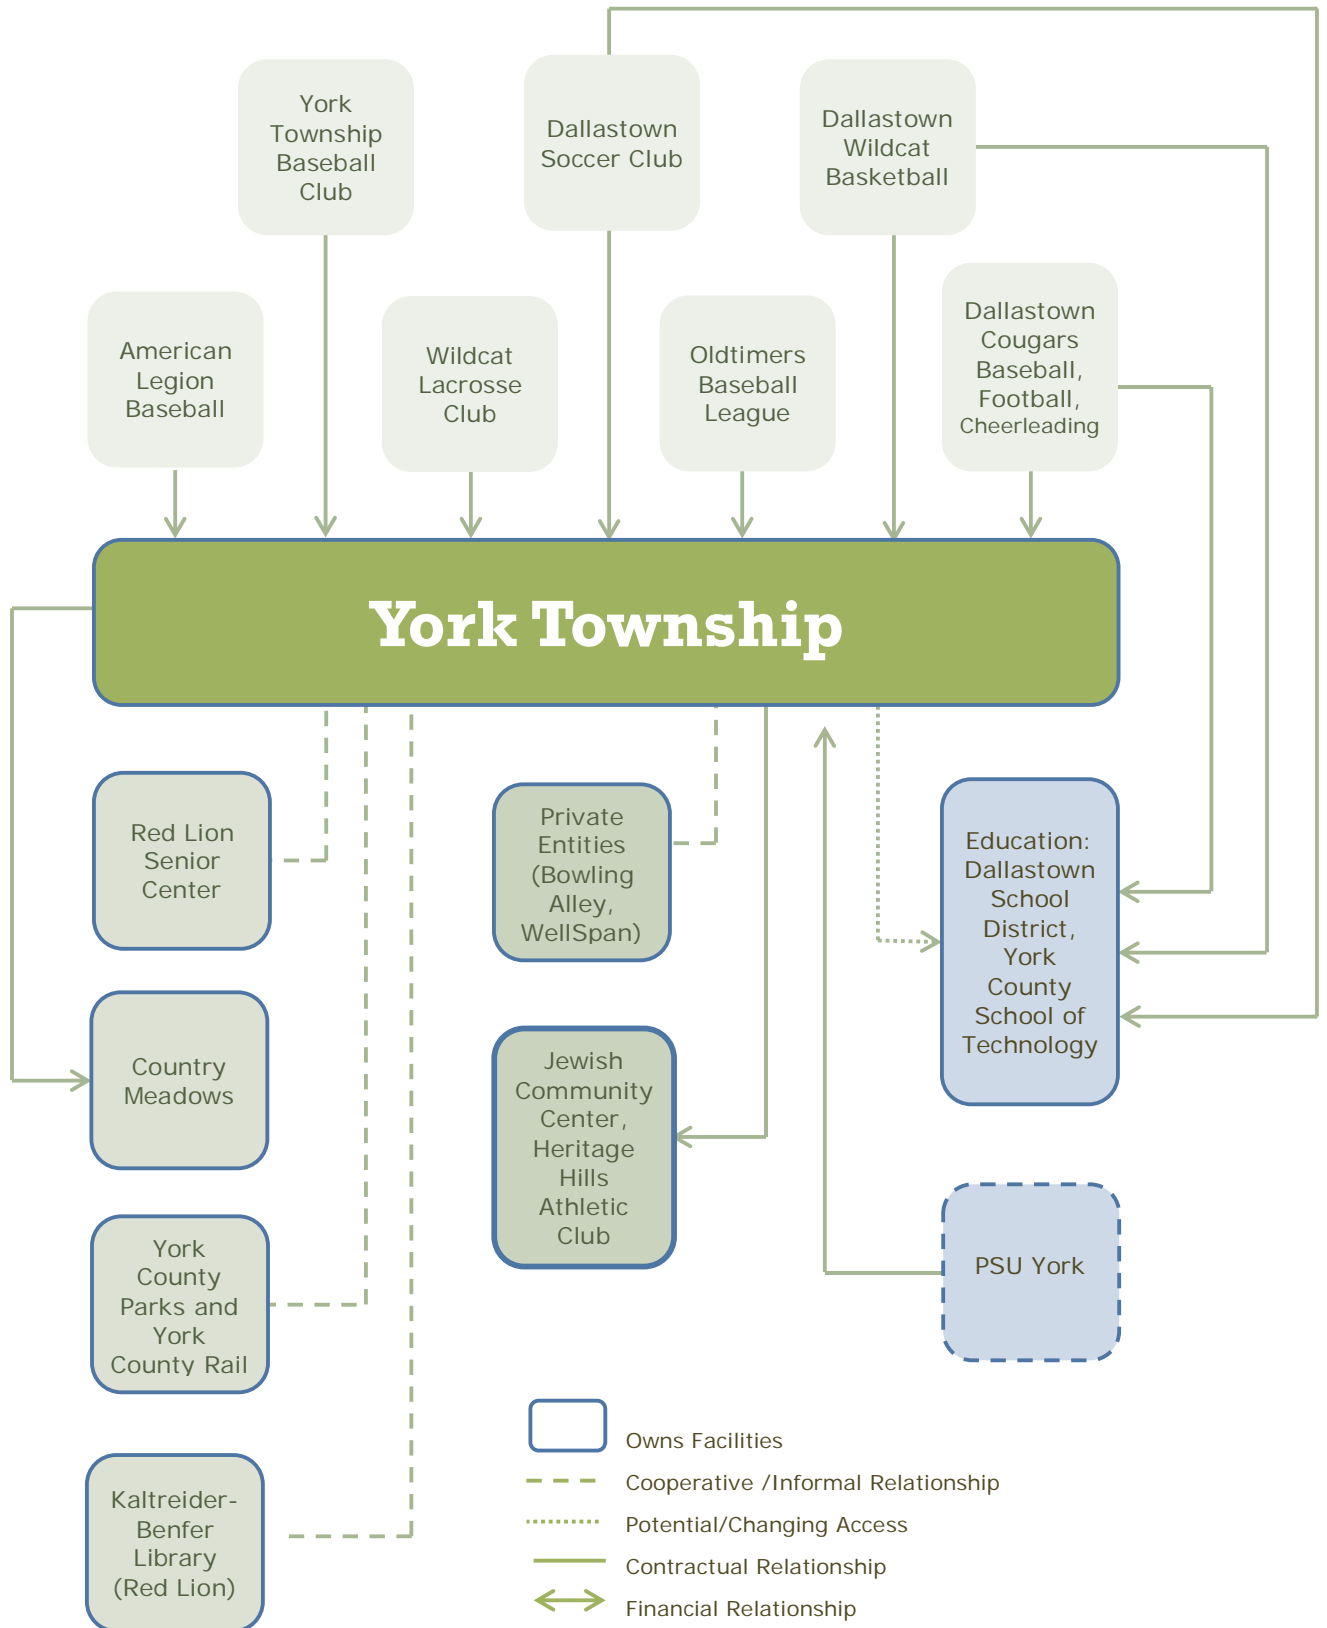 York
Township
Baseball
Club
Dallastown
Soccer Club
Dallastown
Wildcat
Basketball
American
Legion
Baseball
Wildcat
Lacrosse
Club
Oldtimers
Baseball
League
Dallastown
Cougars
Baseball,
Football,
Cheerleading
York Township
Red Lion
Senior
Center
Private
Entities
(Bowling
Alley,
WellSpan)
Education:
Dallastown
School
District,
York
County
School of
Technology
Country
Meadows
Jewish
Community
Center,
Heritage
Hills
Athletic
Club
York
County
Parks and
York
County Rail
PSU York
Kaltreider-
Benfer
Library
(Red Lion)
Owns Facilities
Cooperative /Informal Relationship
Potential/Changing Access
Contractual Relationship
Financial Relationship